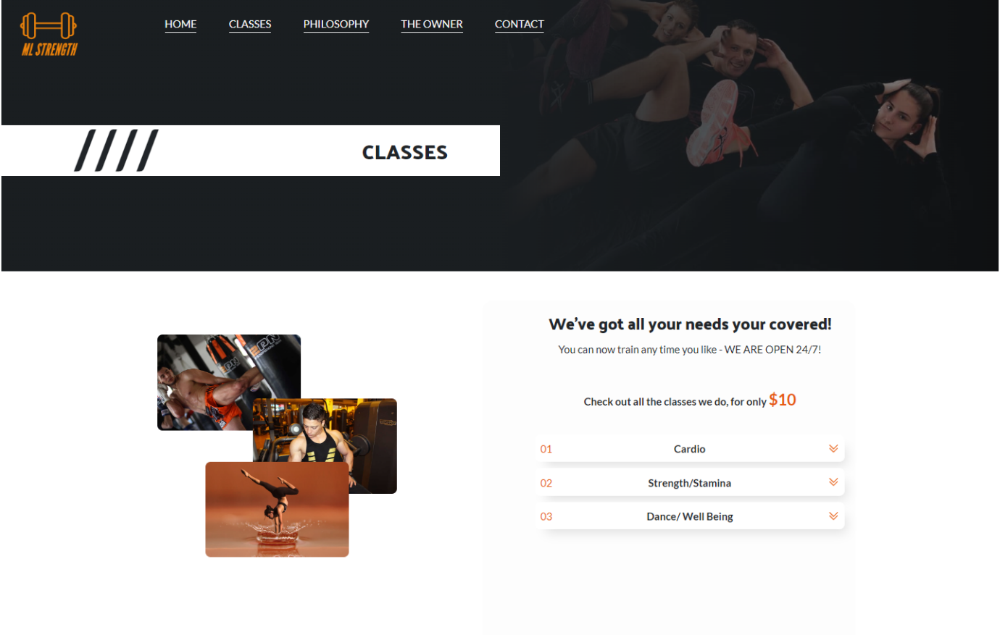 ML STRENGTH
HOME CLASSES PHILOSOPHY THE OWNER CONTACT
CLASSES
We've got all your needs your covered!
You can now train any time you like - WE ARE OPEN 24/7!
Check out all the classes we do, for only $10
01 Cardio
02 Strength/Stamina
03 Dance/ Well Being